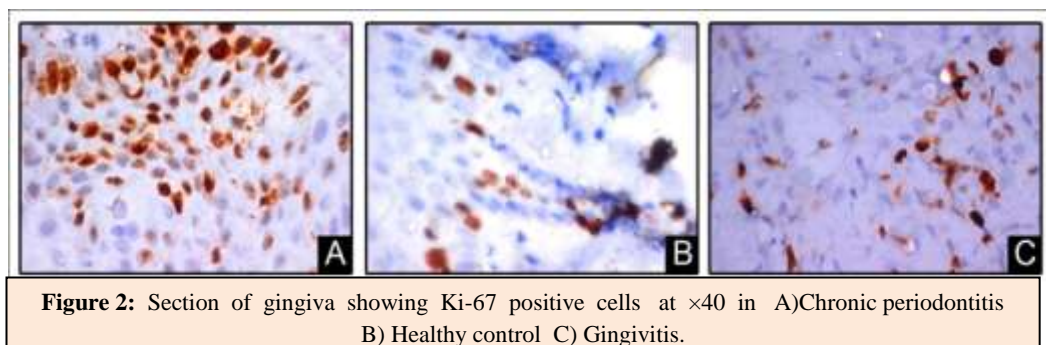 A B C
Figure 2: Section of gingiva showing Ki-67 positive cells at ×40 in A)Chronic periodontitis
B) Healthy control C) Gingivitis.